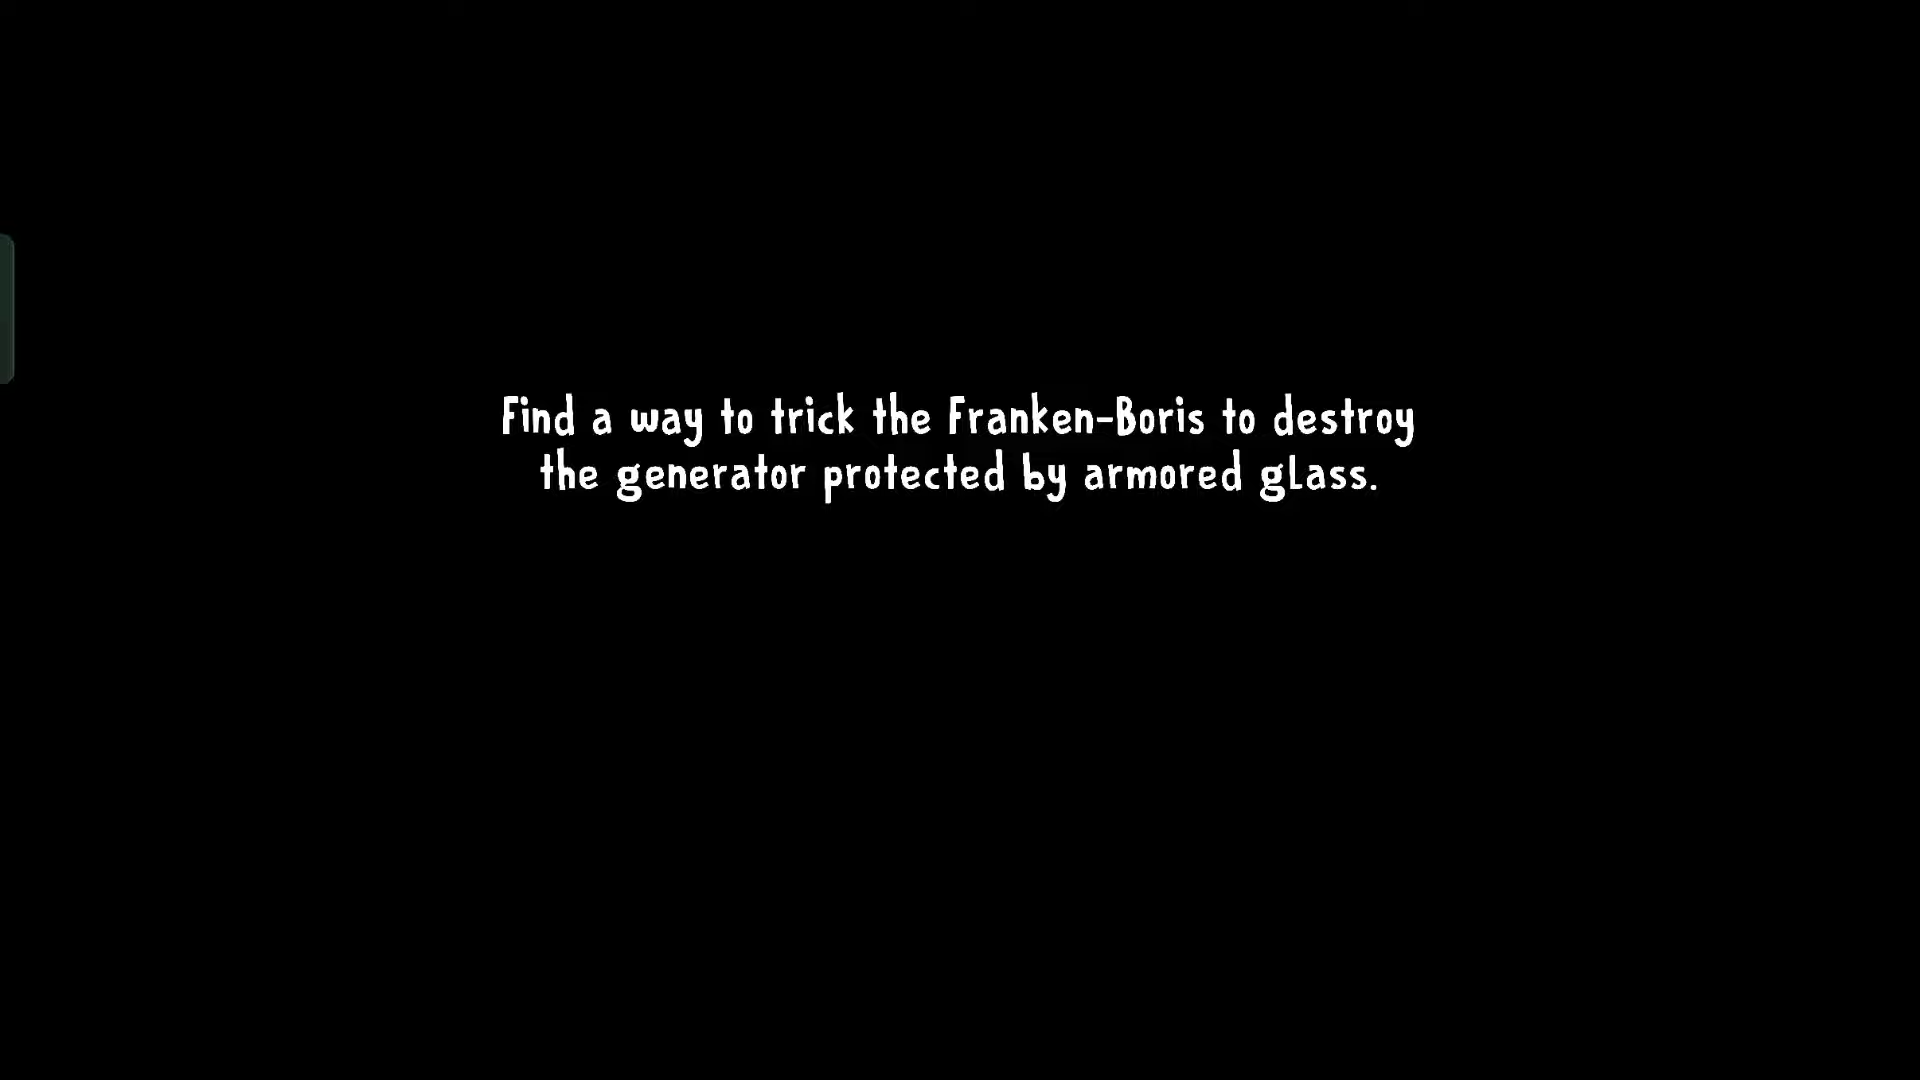 Find a way to trick the Franken-Boris to destroy
the generator protected by armored glass.